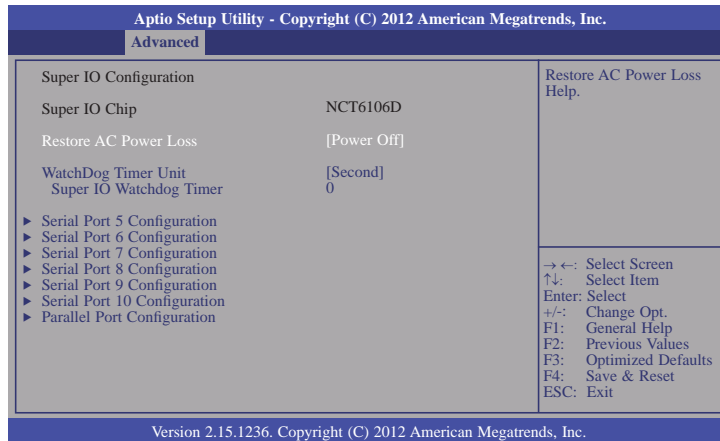 Aptio Setup Utility - Copyright (C) 2012 American Megatrends, Inc.
Advanced
Super IO Configuration
Super IO Chip NCT6106D
Restore AC Power Loss [Power Off]
WatchDog Timer Unit [Second]
Super IO Watchdog Timer 0
▶ Serial Port 5 Configuration
▶ Serial Port 6 Configuration
▶ Serial Port 7 Configuration
▶ Serial Port 8 Configuration
▶ Serial Port 9 Configuration
▶ Serial Port 10 Configuration
▶ Parallel Port Configuration
Restore AC Power Loss
Help.
→←: Select Screen
↑↓: Select Item
Enter: Select
+/-: Change Opt.
F1: General Help
F2: Previous Values
F3: Optimized Defaults
F4: Save & Reset
ESC: Exit
Version 2.15.1236. Copyright (C) 2012 American Megatrends, Inc.